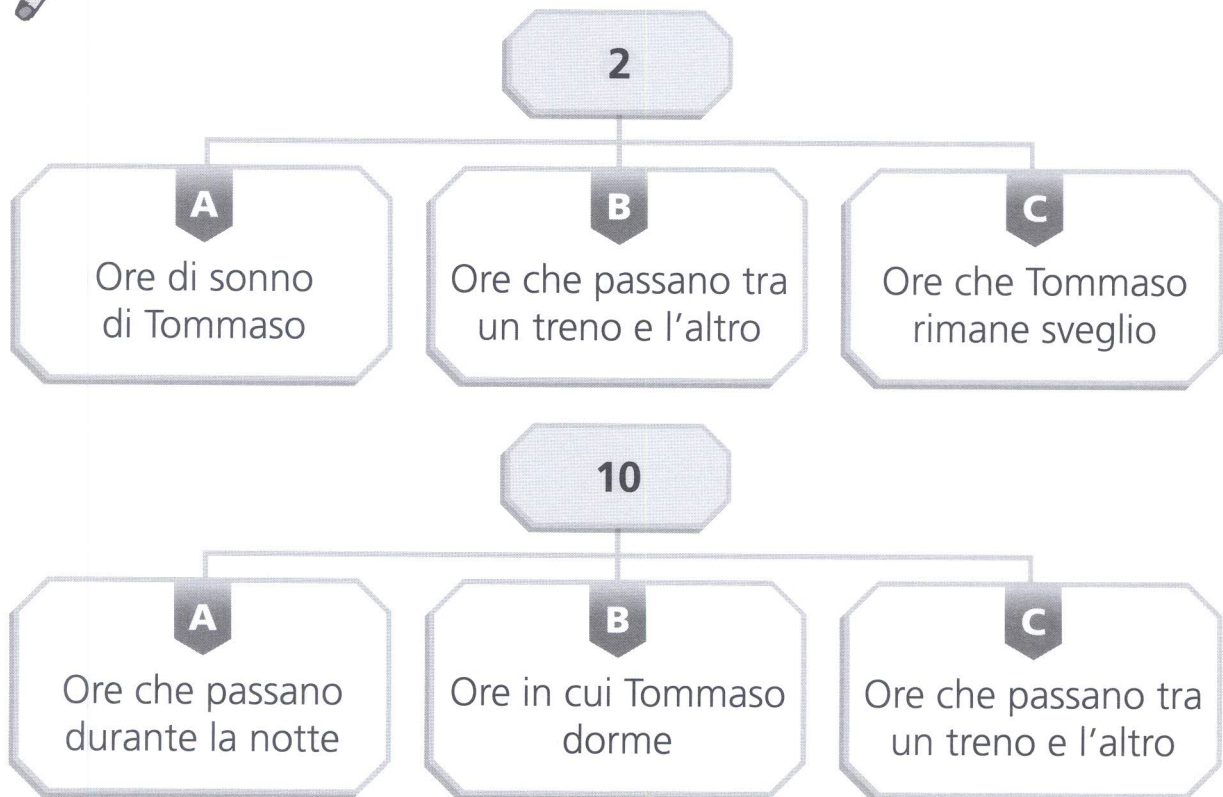 2
A
Ore di sonno
di Tommaso
B
Ore che passano tra
un treno e l'altro
C
Ore che Tommaso
rimane sveglio
10
A
Ore che passano
durante la notte
B
Ore in cui Tommaso
dorme
C
Ore che passano tra
un treno e l'altro